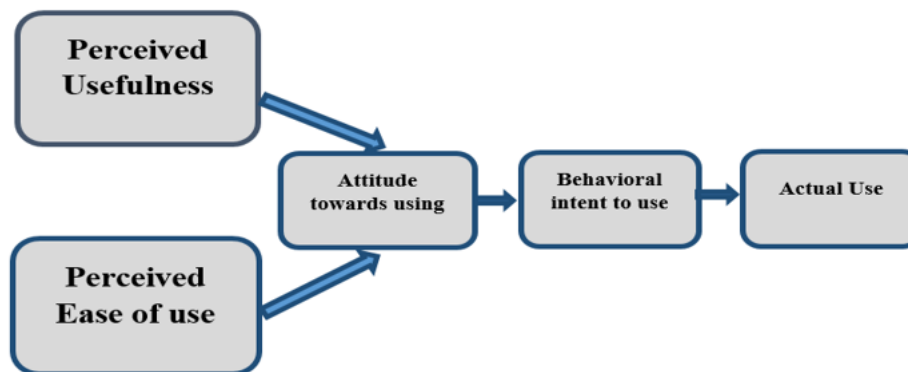 Perceived
Usefulness
Attitude
towards using
Behavioral
intent to use
Actual Use
Perceived
Ease of use